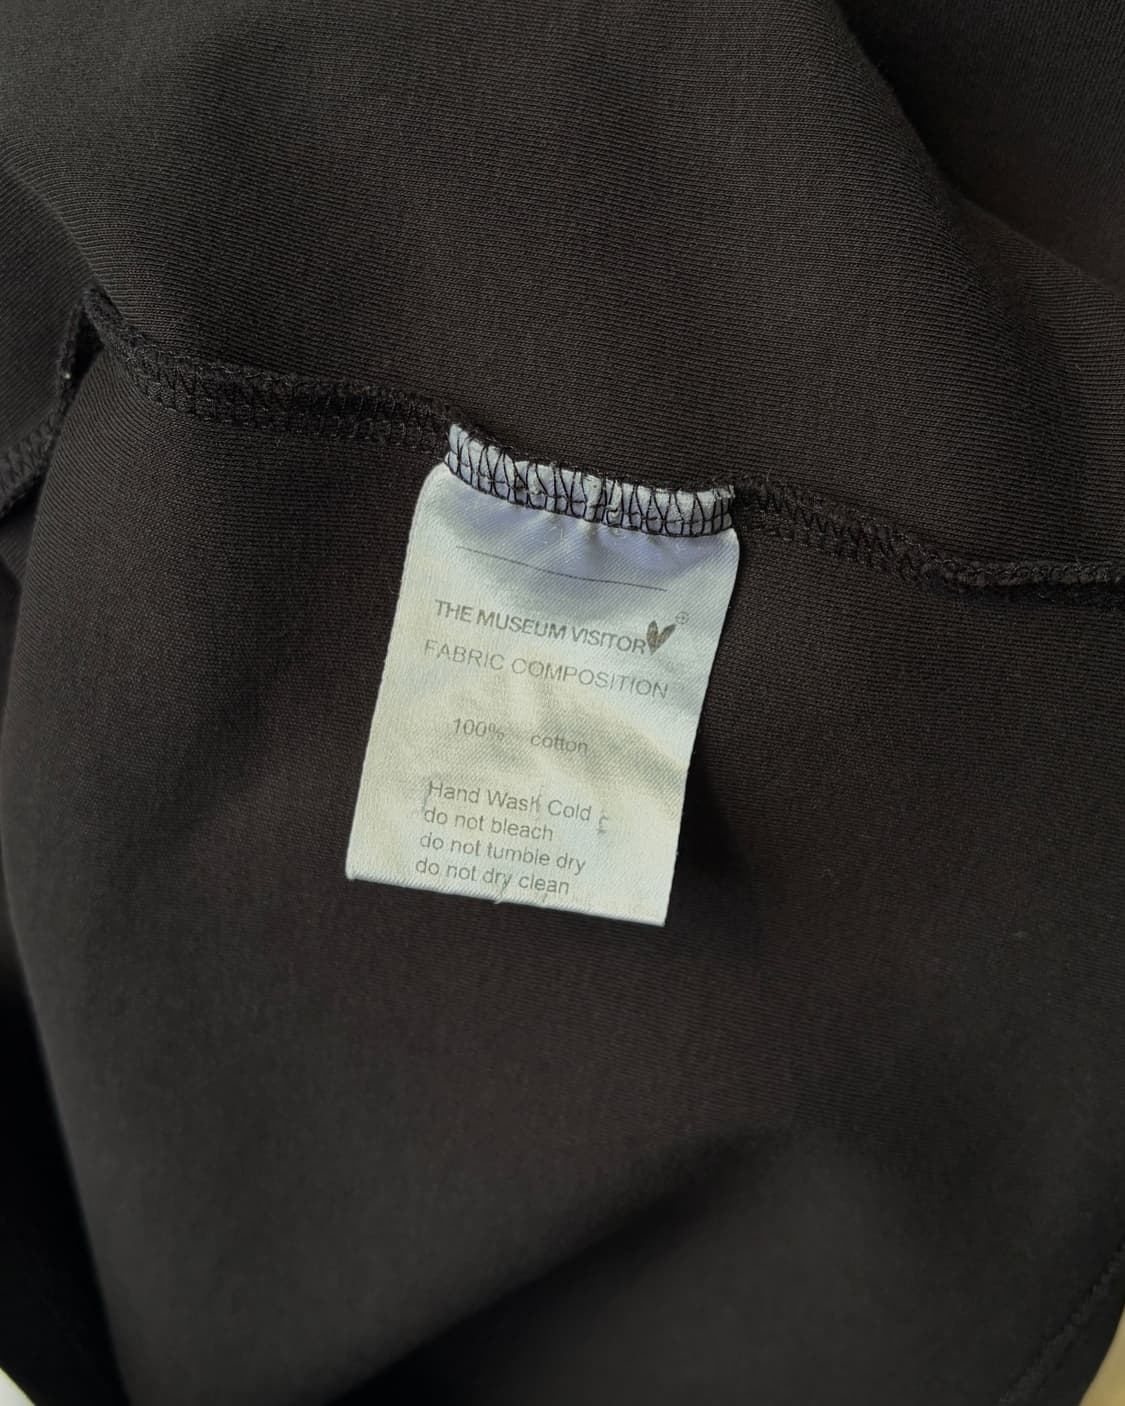 THE MUSEUM VISITOR
FABRIC COMPOSITION
100% cotton
Hand Wash Cold
do not bleach
do not tumble dry
do not dry clean